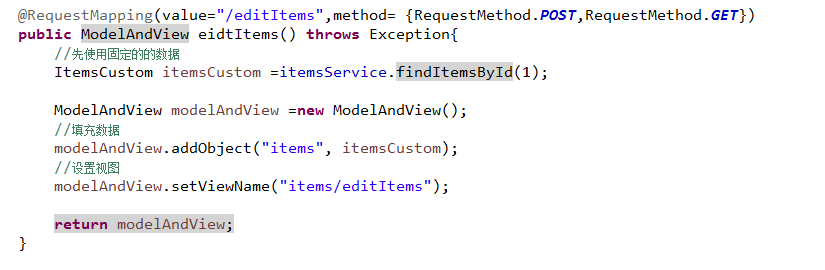 @RequestMapping(value="/editItems",method= {RequestMethod.POST,RequestMethod.GET})
public ModelAndView eidtItems() throws Exception{
//先使用固定的的数据
ItemsCustom itemsCustom =itemsService.findItemsById(1);
ModelAndView modelAndView =new ModelAndView();
//填充数据
modelAndView.addObject("items", itemsCustom);
//设置视图
modelAndView.setViewName("items/editItems");
return modelAndView;
}